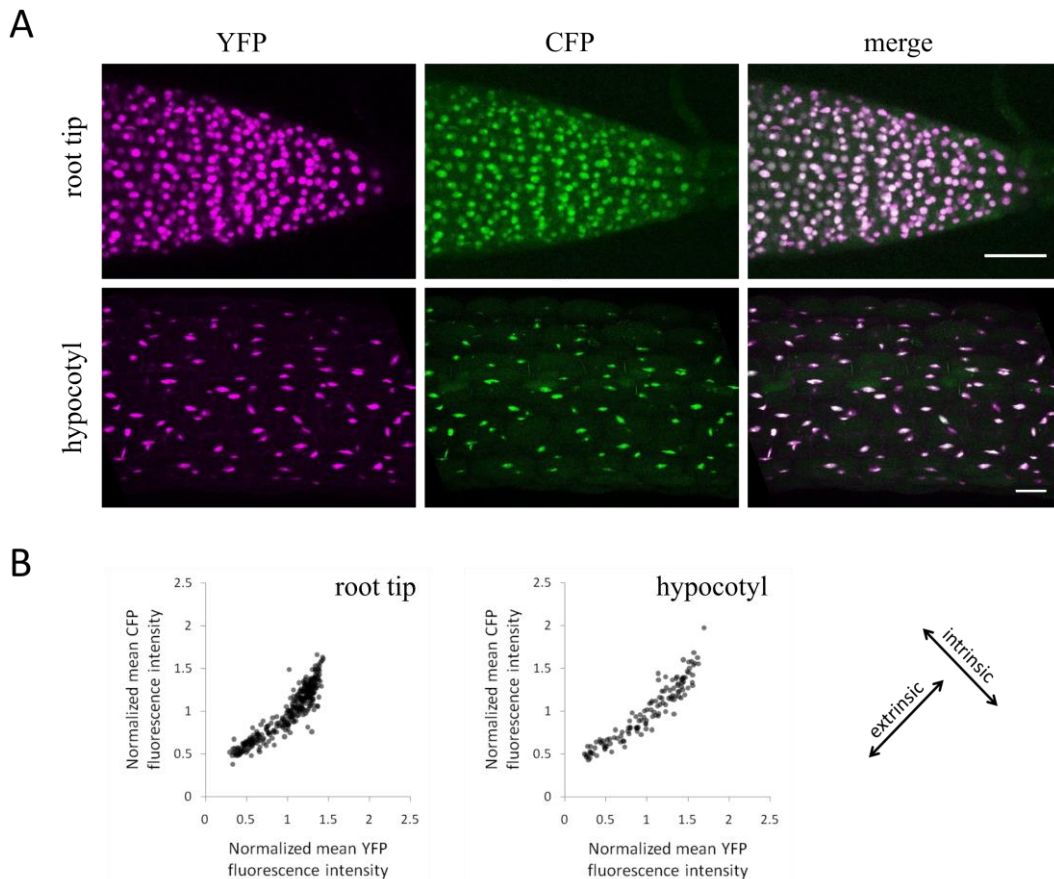 A
YFP
CFP
merge
root tip
hypocotyl
B
root tip
2.5
2
1.5
1
0.5
0
0
0.5
1
1.5
2
2.5
Normalized mean CFP
fluorescence intensity
Normalized mean YFP
fluorescence intensity
hypocotyl
2.5
2
1.5
1
0.5
0
0
0.5
1
1.5
2
2.5
Normalized mean CFP
fluorescence intensity
Normalized mean YFP
fluorescence intensity
intrinsic
extrinsic